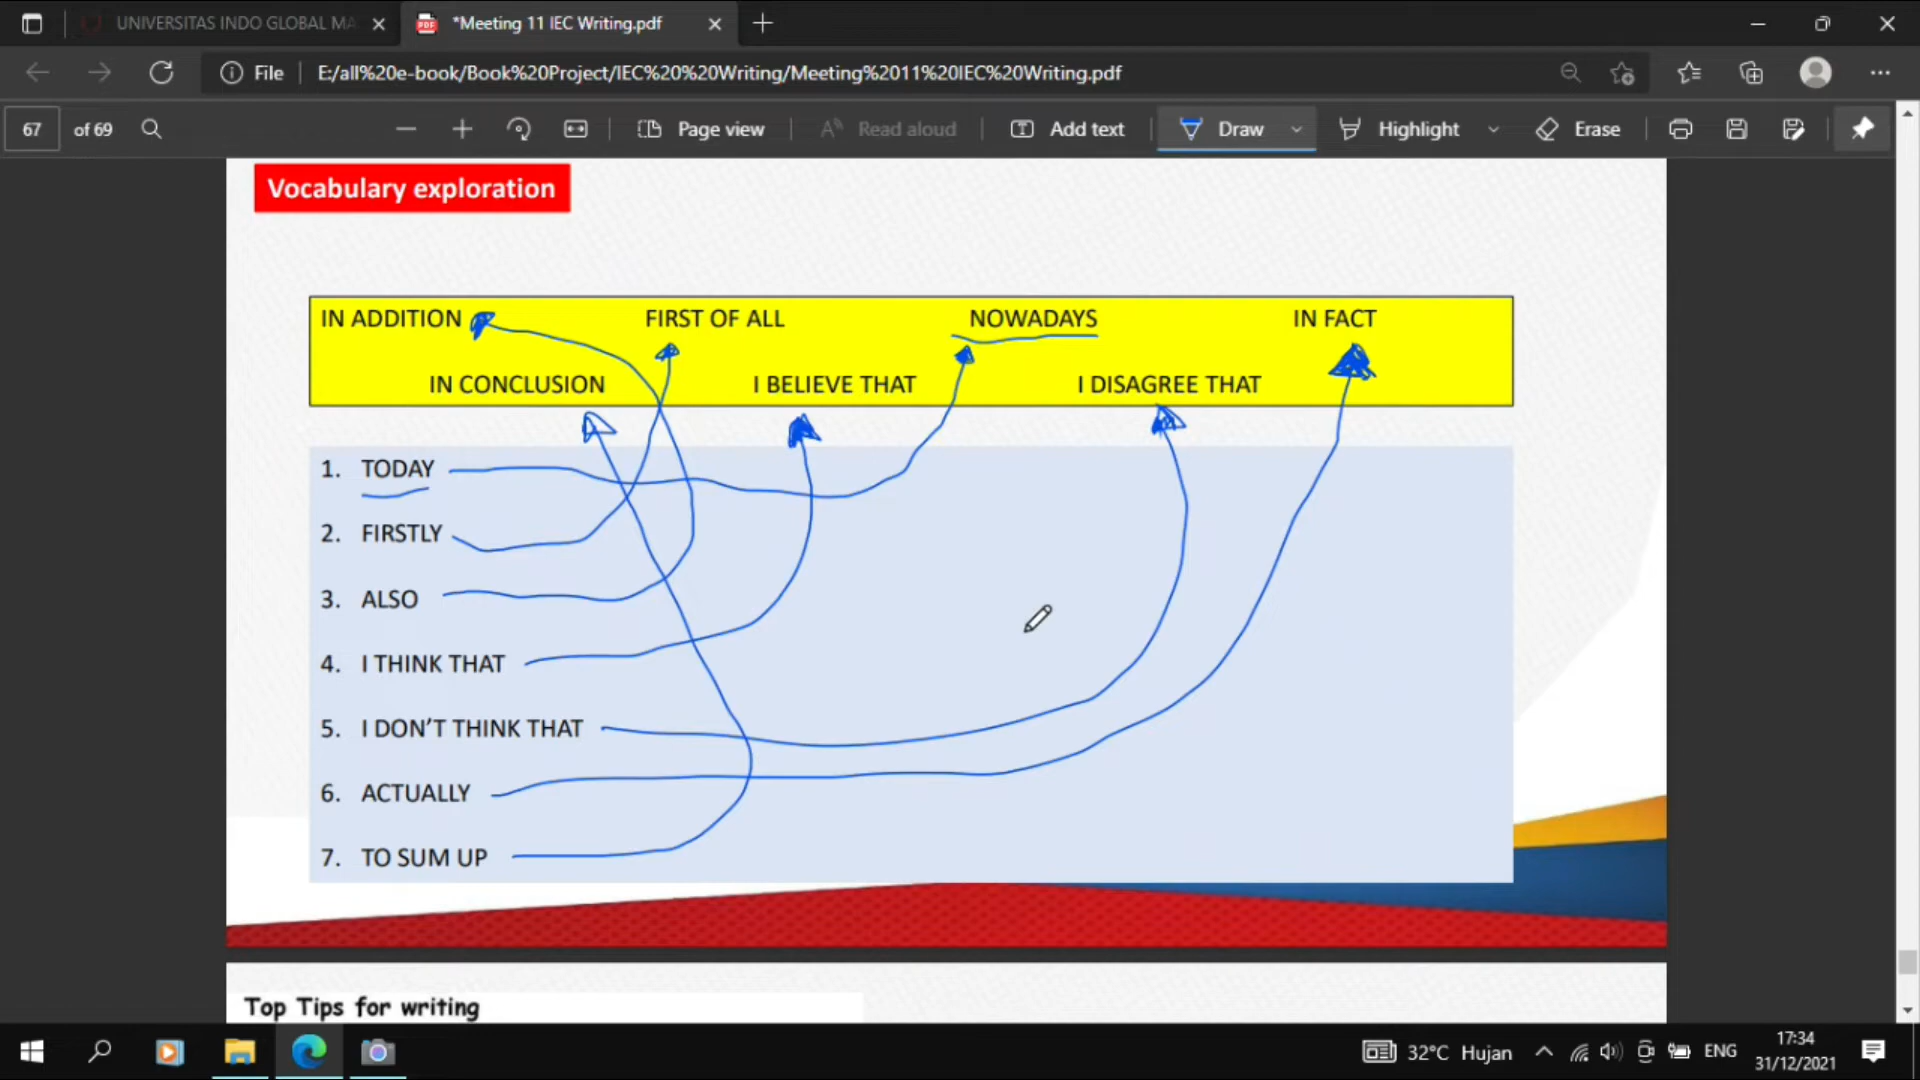 UNIVERSITAS INDO GLOBAL MA
*Meeting 11 IEC Writing.pdf
File
E:/all%20e-book/Book%20Project/IEC%20%20Writing/Meeting%2011%20IEC%20Writing.pdf
67 of 69
Page view
Read aloud
Add text
Draw
Highlight
Erase
Vocabulary exploration
IN ADDITION FIRST OF ALL NOWADAYS IN FACT
IN CONCLUSION I BELIEVE THAT I DISAGREE THAT
1. TODAY
2. FIRSTLY
3. ALSO
4. I THINK THAT
5. I DON'T THINK THAT
6. ACTUALLY
7. TO SUM UP
Top Tips for writing
32°C Hujan
ENG
17:34
31/12/2021